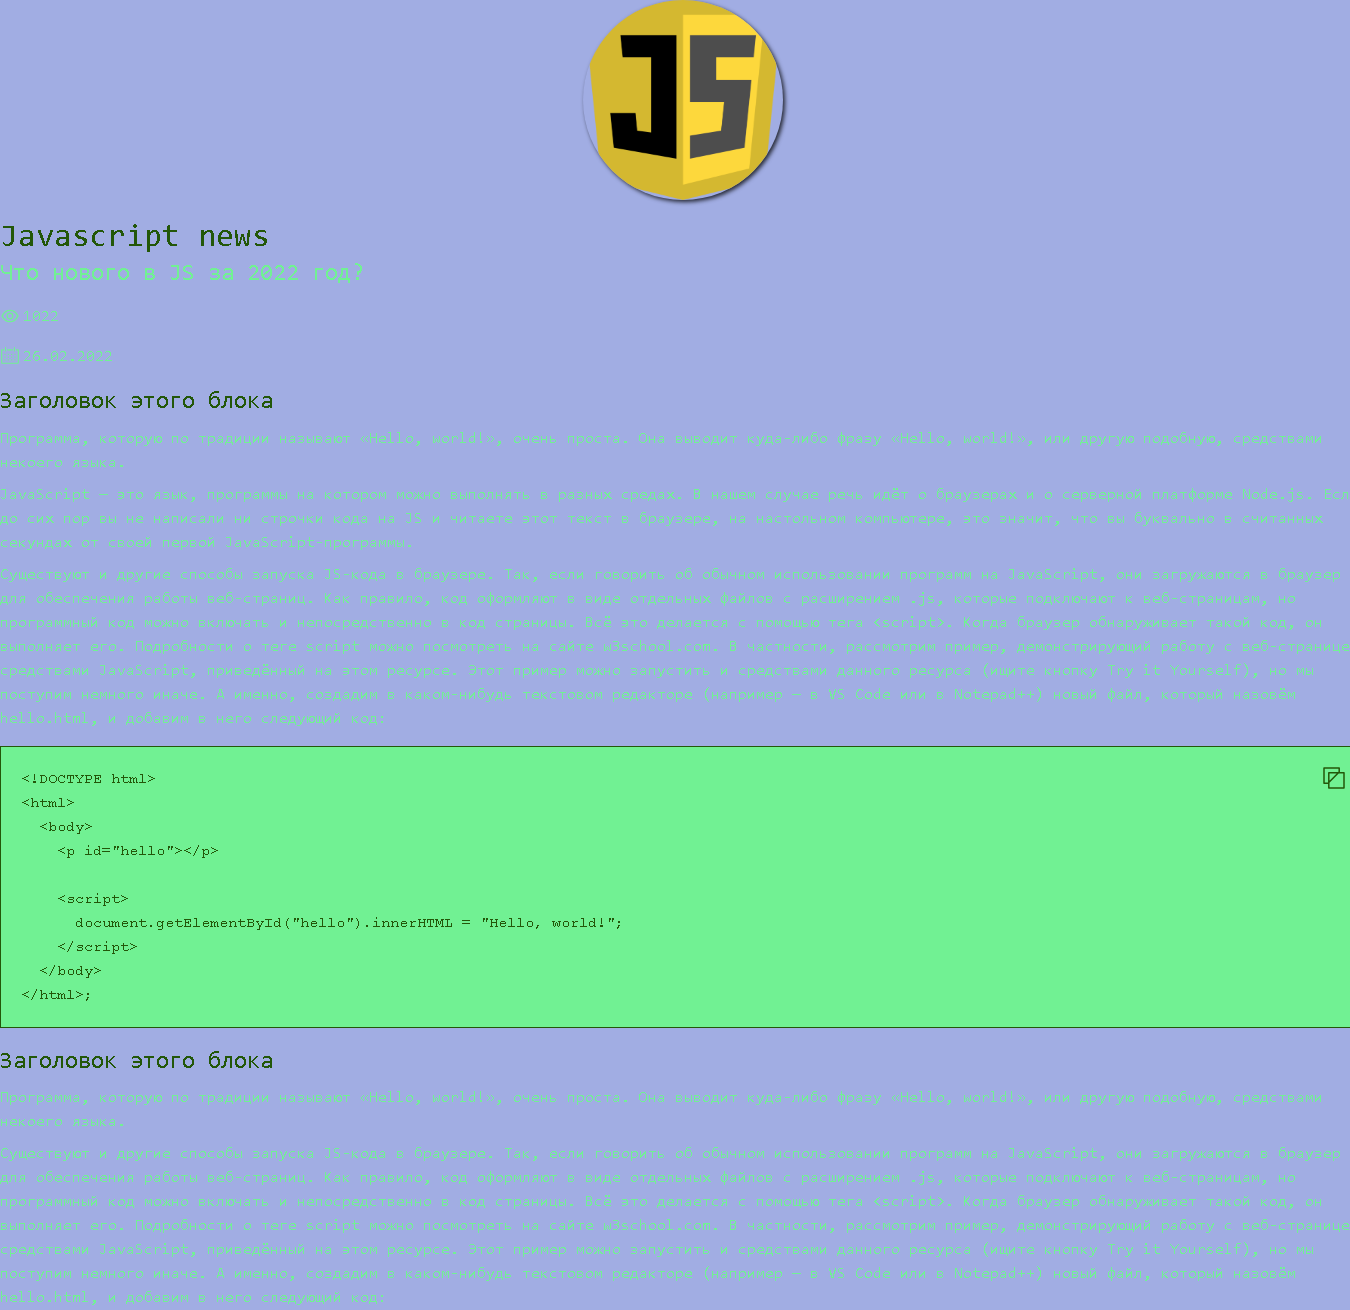 JS
Javascript news
Что нового в JS за 2022 год?
1022
26.02.2022
Заголовок этого блока
Программа, которую по традиции называют «Hello, world!», очень проста. Она выводит куда-либо фразу «Hello, world!», или другую подобную, средствами
некоего языка.
JavaScript — это язык, программы на котором можно выполнять в разных средах. В нашем случае речь идёт о браузерах и о серверной платформе Node.js. Есл
до сих пор вы не написали ни строчки кода на JS и читаете этот текст в браузере, на настольном компьютере, это значит, что вы буквально в считанных
секундах от своей первой JavaScript-программы.
Существуют и другие способы запуска JS-кода в браузере. Так, если говорить об обычном использовании программ на JavaScript, они загружаются в браузер
для обеспечения работы веб-страниц. Как правило, код оформляют в виде отдельных файлов с расширением .js, которые подключают к веб-страницам, но
программный код можно включать и непосредственно в код страницы. Всё это делается с помощью тега <script>. Когда браузер обнаруживает такой код, он
выполняет его. Подробности о теге script можно посмотреть на сайте w3school.com. В частности, рассмотрим пример, демонстрирующий работу с веб-странице
средствами JavaScript, приведённый на этом ресурсе. Этот пример можно запустить и средствами данного ресурса (ищите кнопку Try it Yourself), но мы
поступим немного иначе. А именно, создадим в каком-нибудь текстовом редакторе (например — в VS Code или в Notepad++) новый файл, который назовём
hello.html, и добавим в него следующий код:
<!DOCTYPE html>
<html>
<body>
<p id="hello"></p>
<script>
document.getElementById("hello").innerHTML = "Hello, world!";
</script>
</body>
</html>;
Заголовок этого блока
Программа, которую по традиции называют «Hello, world!», очень проста. Она выводит куда-либо фразу «Hello, world!», или другую подобную, средствами
некоего языка.
Существуют и другие способы запуска JS-кода в браузере. Так, если говорить об обычном использовании программ на JavaScript, они загружаются в браузер
для обеспечения работы веб-страниц. Как правило, код оформляют в виде отдельных файлов с расширением .js, которые подключают к веб-страницам, но
программный код можно включать и непосредственно в код страницы. Всё это делается с помощью тега <script>. Когда браузер обнаруживает такой код, он
выполняет его. Подробности о теге script можно посмотреть на сайте w3school.com. В частности, рассмотрим пример, демонстрирующий работу с веб-странице
средствами JavaScript, приведённый на этом ресурсе. Этот пример можно запустить и средствами данного ресурса (ищите кнопку Try it Yourself), но мы
поступим немного иначе. А именно, создадим в каком-нибудь текстовом редакторе (например — в VS Code или в Notepad++) новый файл, который назовём
hello.html, и добавим в него следующий код: